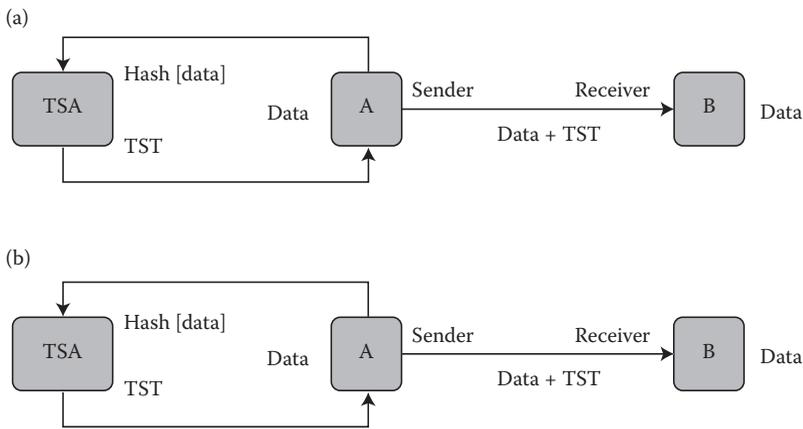 (a)
Hash [data]
TSA
Data
A
Sender
Receiver
B
Data
TST
Data + TST
(b)
Hash [data]
TSA
Data
A
Sender
Receiver
B
Data
TST
Data + TST